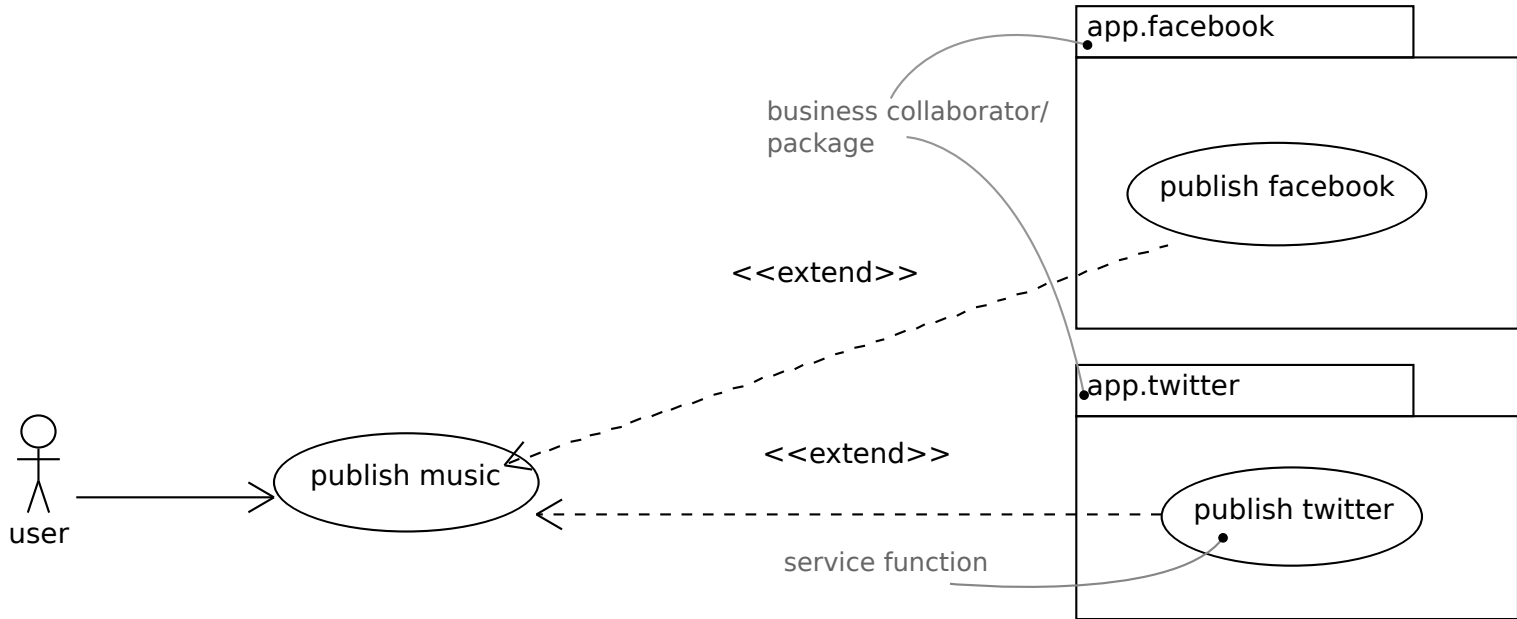 app.facebook
business collaborator/
package
publish facebook
<<extend>>
app.twitter
<<extend>>
publish music
publish twitter
user
service function